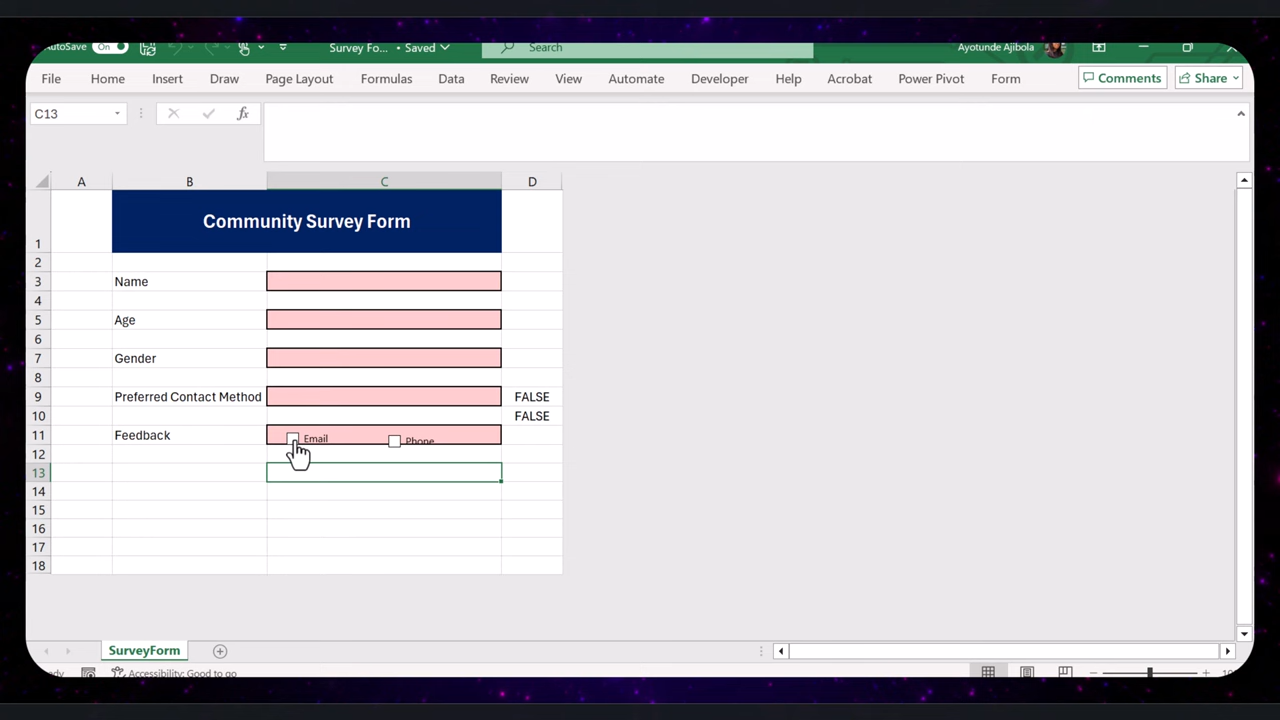 AutoSave On Survey Fo... • Saved Search Ayotunde Ajibola
File Home Insert Draw Page Layout Formulas Data Review View Automate Developer Help Acrobat Power Pivot Form Comments Share
C13 fx
A B C D
1 Community Survey Form
2
3 Name
4
5 Age
6
7 Gender
8
9 Preferred Contact Method FALSE
10 FALSE
11 Feedback Email Phone
12
13
14
15
16
17
18
SurveyForm
Accessibility: Good to go